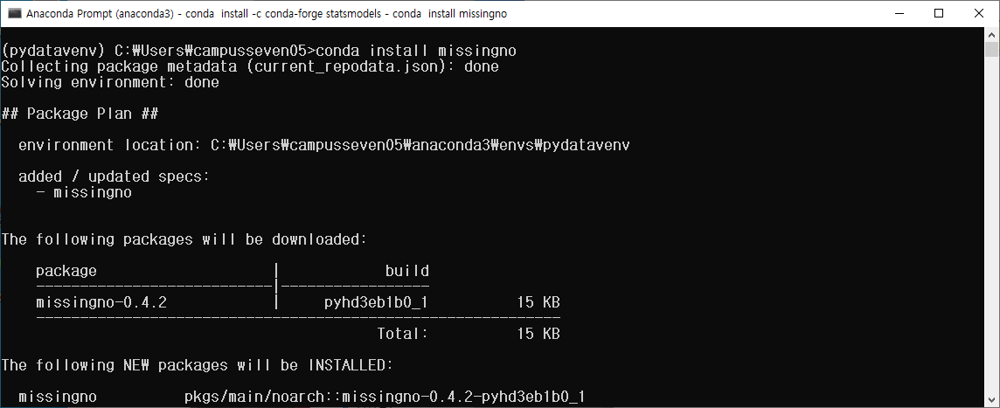 Anaconda Prompt (anaconda3) - conda  install -c conda-forge statsmodels - conda  install missingno
(pydatavenv) C:₩Users₩campusseven05>conda install missingno
Collecting package metadata (current_repodata.json): done
Solving environment: done
## Package Plan ##
  environment location: C:₩Users₩campusseven05₩anaconda3₩envs₩pydatavenv
  added / updated specs:
    - missingno
The following packages will be downloaded:
    package                    |            build
    ---------------------------|-----------------
    missingno-0.4.2            |     pyhd3eb1b0_1          15 KB
    ------------------------------------------------------------
                                           Total:          15 KB
The following NEW packages will be INSTALLED:
  missingno          pkgs/main/noarch::missingno-0.4.2-pyhd3eb1b0_1